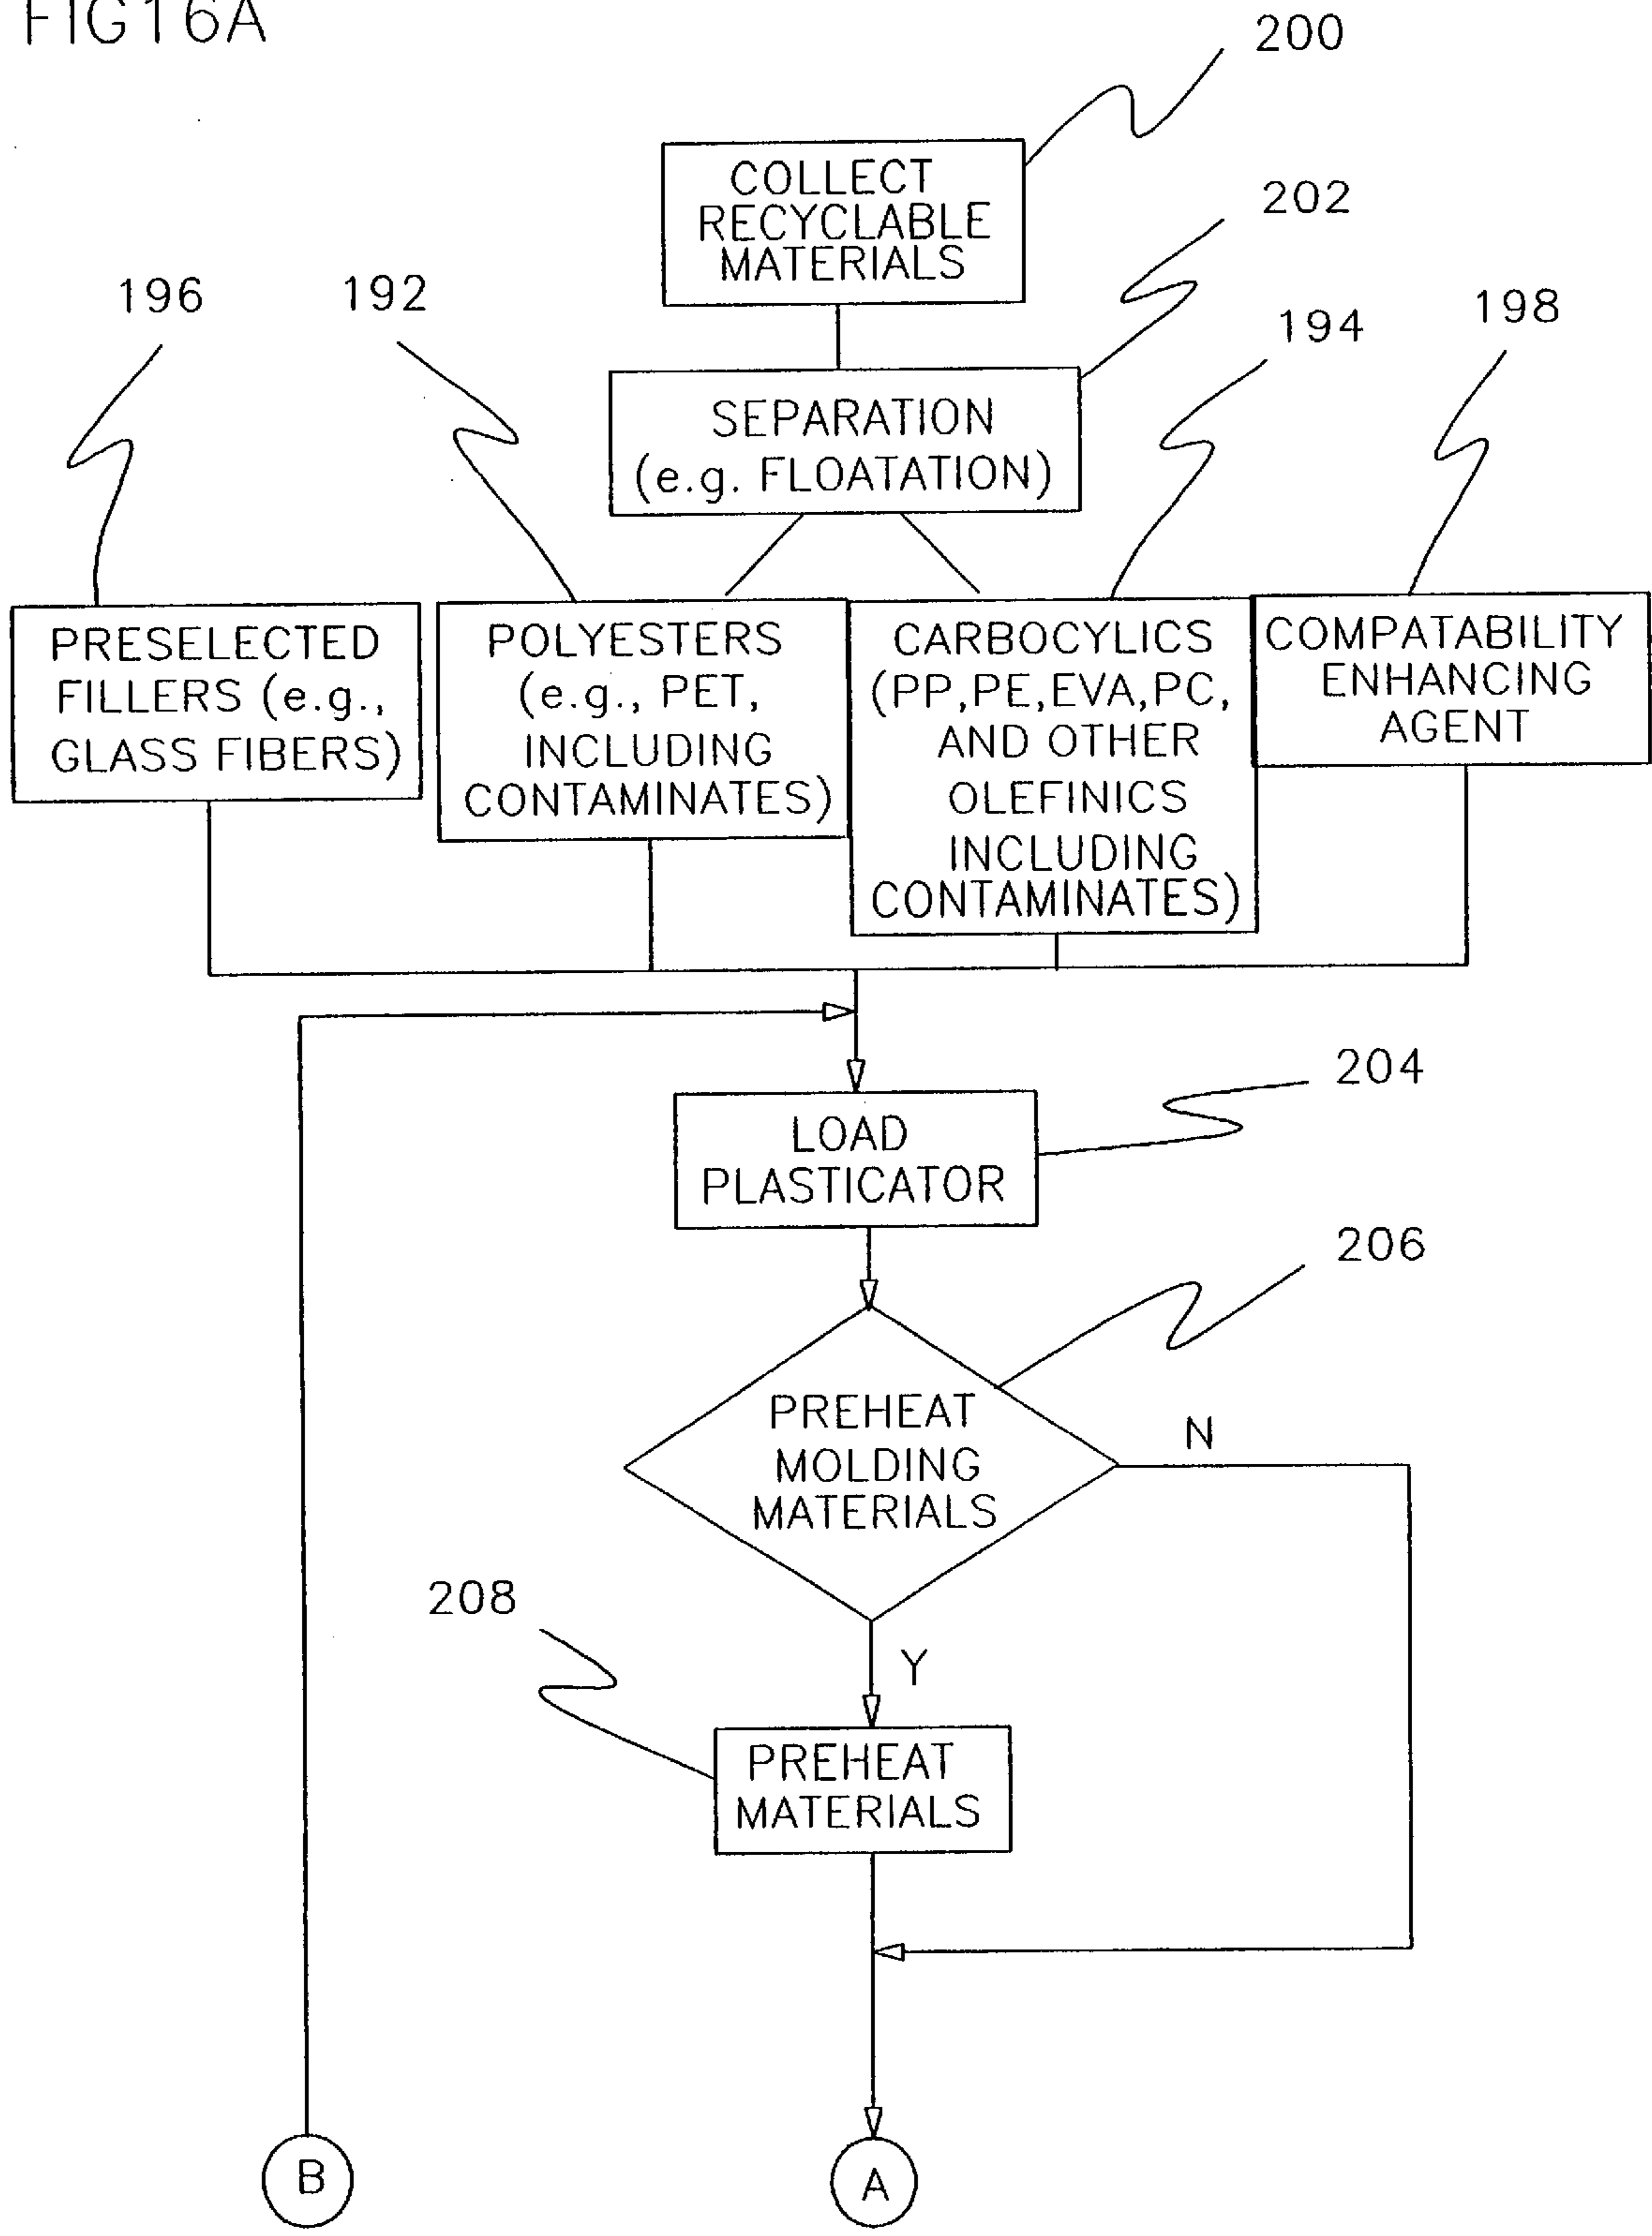 FIG16A
200
COLLECT
RECYCLABLE
MATERIALS
202
SEPARATION
(e.g. FLOATATION)
196
192
194
198
PRESELECTED
FILLERS (e.g.,
GLASS FIBERS)
POLYESTERS
(e.g., PET,
INCLUDING
CONTAMINATES)
CARBOCYLICS
(PP,PE,EVA,PC,
AND OTHER
OLEFINICS
INCLUDING
CONTAMINATES)
COMPATABILITY
ENHANCING
AGENT
204
LOAD
PLASTICATOR
206
PREHEAT
MOLDING
MATERIALS
N
Y
208
PREHEAT
MATERIALS
B
A